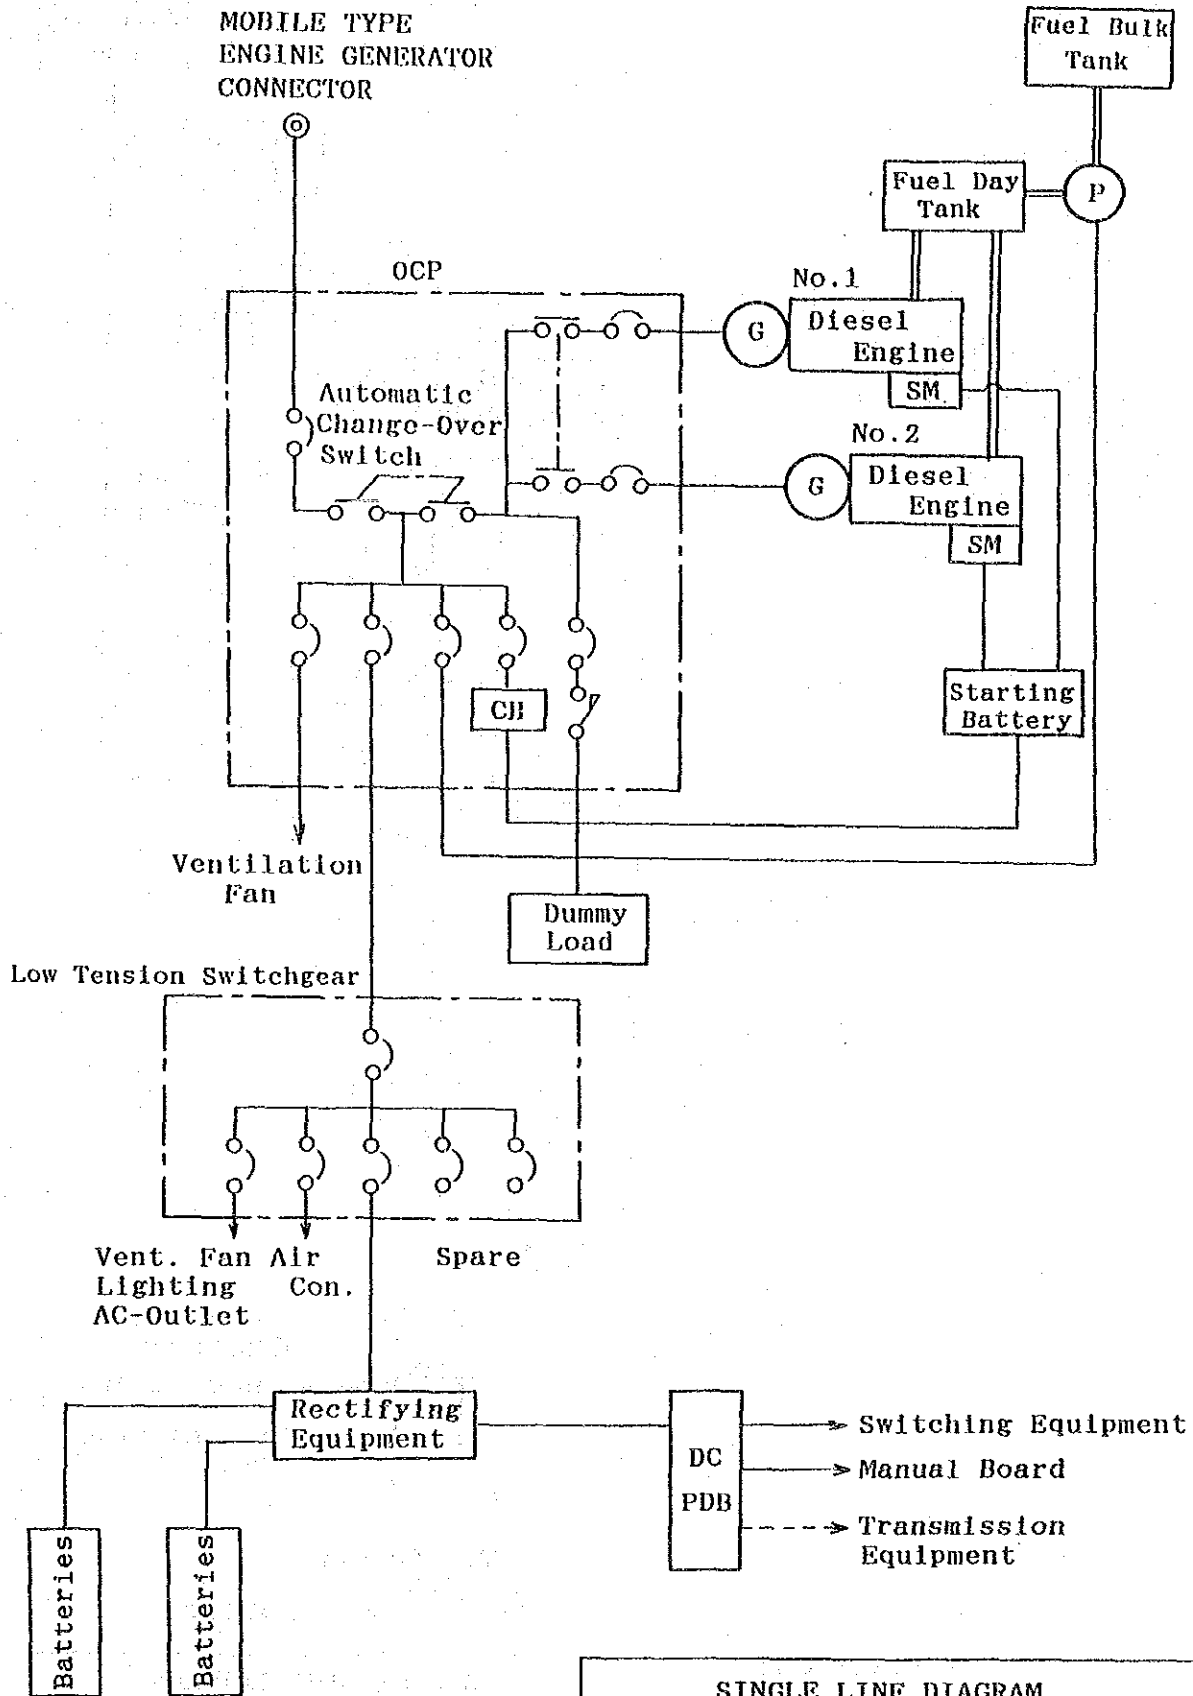 MOBILE TYPE
ENGINE GENERATOR
CONNECTOR
Fuel Bulk
Tank
Fuel Day
Tank
P
OCP
No.1
G
Diesel
Engine
SM
Automatic
Change-Over
Switch
No.2
G
Diesel
Engine
SM
Starting
Battery
CH
Ventilation
Fan
Dummy
Load
Low Tension Switchgear
Vent. Fan
Lighting
AC-Outlet
Air
Con.
Spare
Rectifying
Equipment
DC
PDB
Switching Equipment
Manual Board
Transmission
Equipment
Batteries
Batteries
SINGLE LINE DIAGRAM